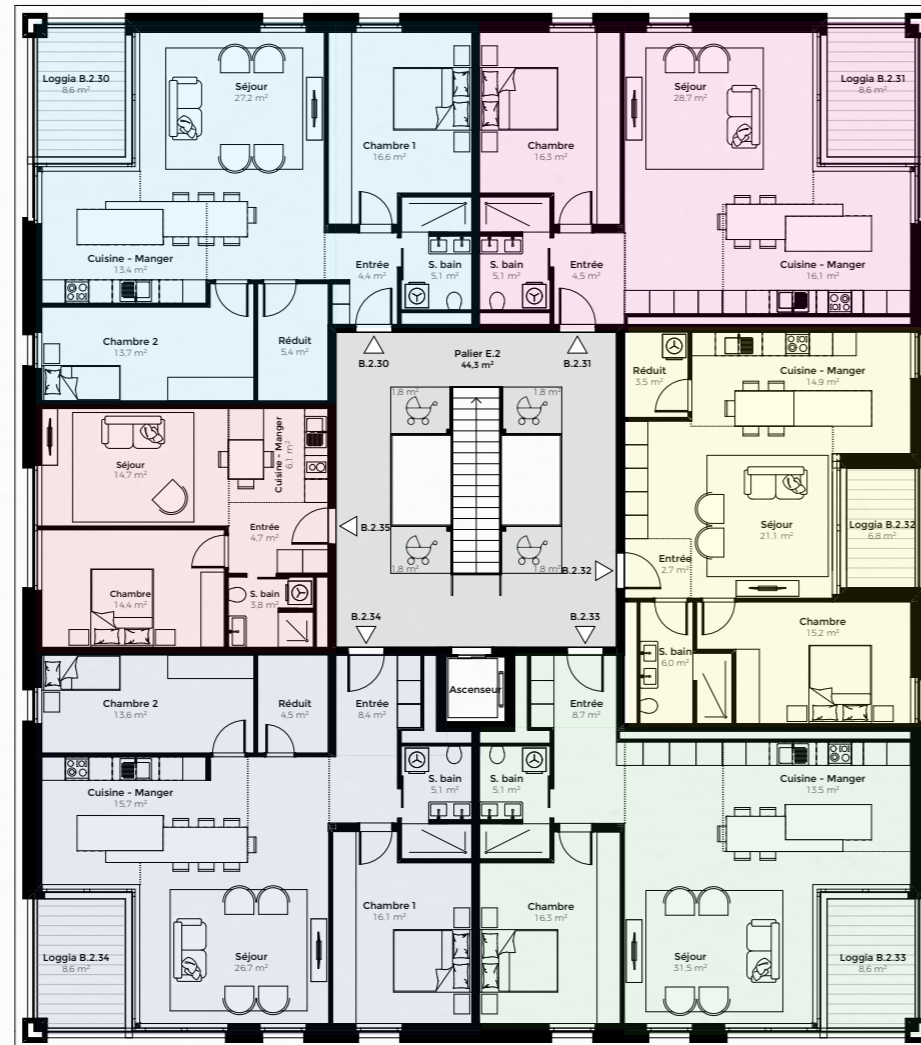 Loggia B.2.30
8,6 m²
Séjour
27,2 m²
Chambre 1
16,6 m²
Cuisine - Manger
13,4 m²
Entrée
4,4 m²
S. bain
5,1 m²
Chambre 2
13,7 m²
Réduit
5,4 m²
Chambre
16,3 m²
Séjour
28,7 m²
Loggia B.2.31
8,6 m²
S. bain
5,1 m²
Entrée
4,5 m²
Cuisine - Manger
16,1 m²
B.2.30
Palier E.2
44,3 m²
B.2.31
1,8 m²
1,8 m²
1,8 m²
1,8 m²
B.2.35
B.2.32
B.2.34
B.2.33
Réduit
3,5 m²
Cuisine - Manger
14,9 m²
Séjour
21,1 m²
Loggia B.2.32
6,8 m²
Entrée
2,7 m²
S. bain
6,0 m²
Chambre
15,2 m²
Séjour
14,7 m²
Cuisine - Manger
6,1 m²
Entrée
4,7 m²
Chambre
14,4 m²
S. bain
3,8 m²
Chambre 2
13,6 m²
Réduit
4,5 m²
Entrée
8,4 m²
Ascenseur
Entrée
8,7 m²
Cuisine - Manger
15,7 m²
S. bain
5,1 m²
S. bain
5,1 m²
Cuisine - Manger
13,5 m²
Loggia B.2.34
8,6 m²
Séjour
26,7 m²
Chambre 1
16,1 m²
Chambre
16,3 m²
Séjour
31,5 m²
Loggia B.2.33
8,6 m²